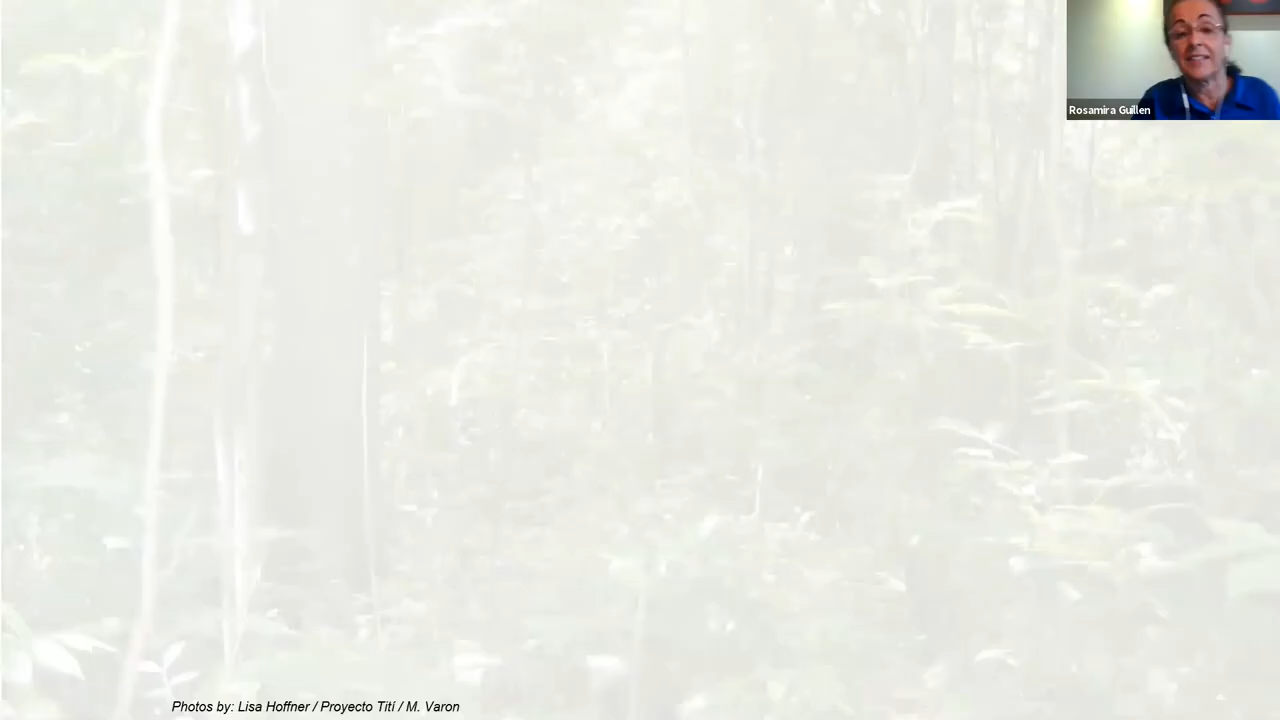 Rosamira Guillen
Photos by: Lisa Hoffner / Proyecto Tití / M. Varon